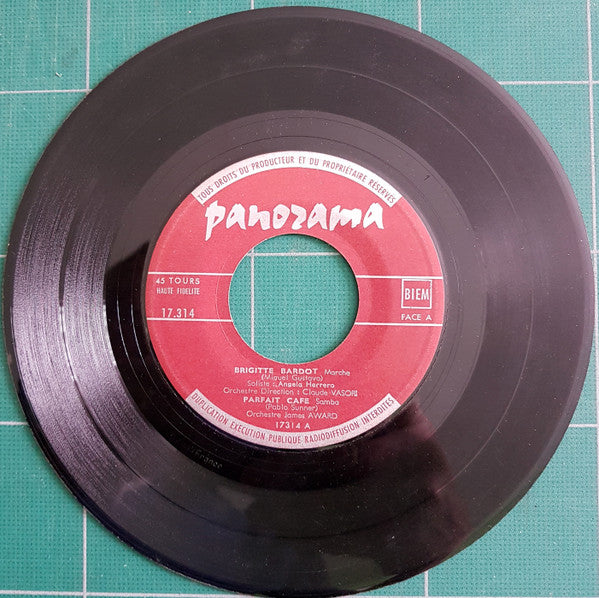 TOUS DROITS DU PRODUCTEUR ET DU PROPRIETAIRE RESERVES
panorama
45 TOURS
HAUTE FIDELITE
17.314
BIEM
FACE A
BRIGITTE BARDOT Marche
(Miguel Gustavo)
Soliste : Angela Herrero
Orchestre Direction : Claude VASORI
PARFAIT CAFE Samba
(Pablo Sunner)
Orchestre James AWARD
17314 A
DUPLICATION EXECUTION PUBLIQUE RADIODIFFUSION INTERDITES
France